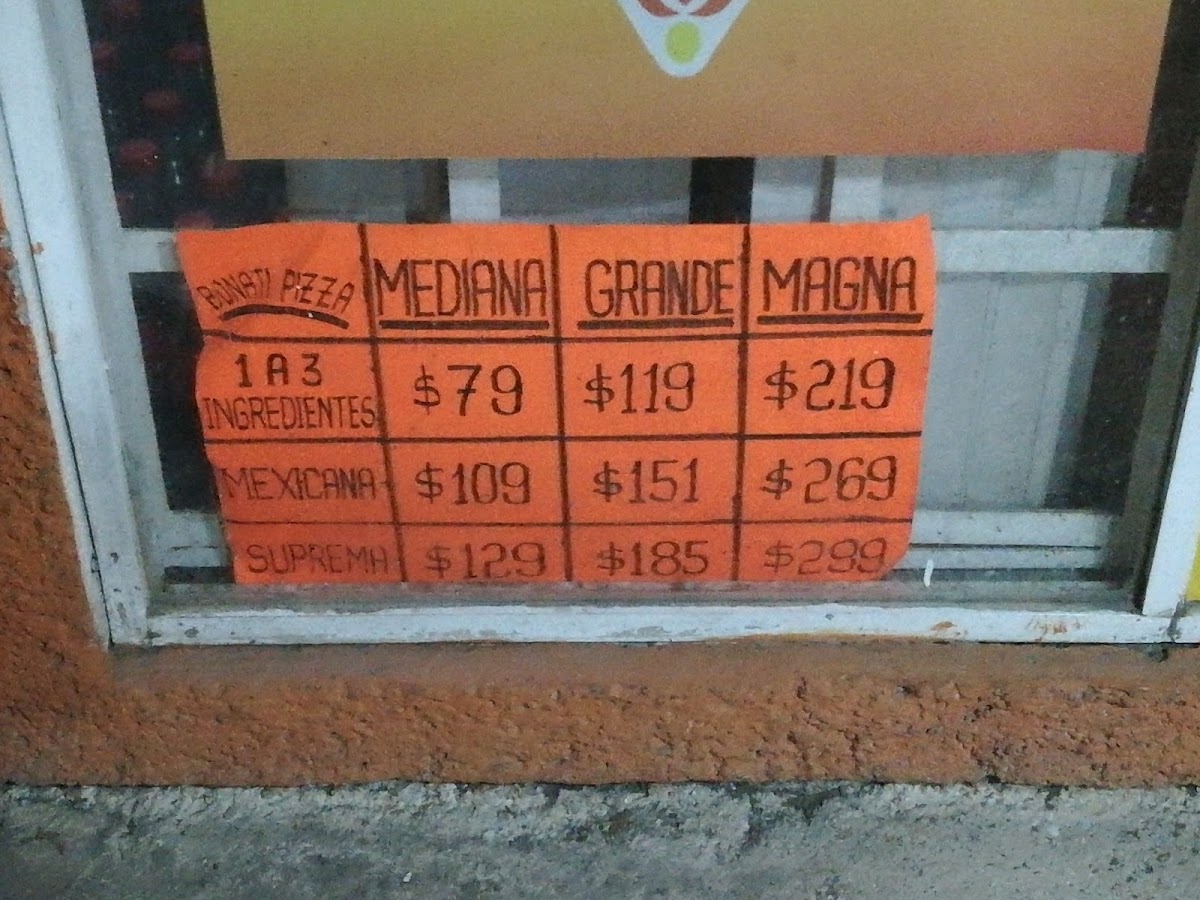 BONATI PIZZA MEDIANA GRANDE MAGNA
1 A 3
INGREDIENTES $79 $119 $219
MEXICANA $109 $151 $269
SUPREMA $129 $185 $299